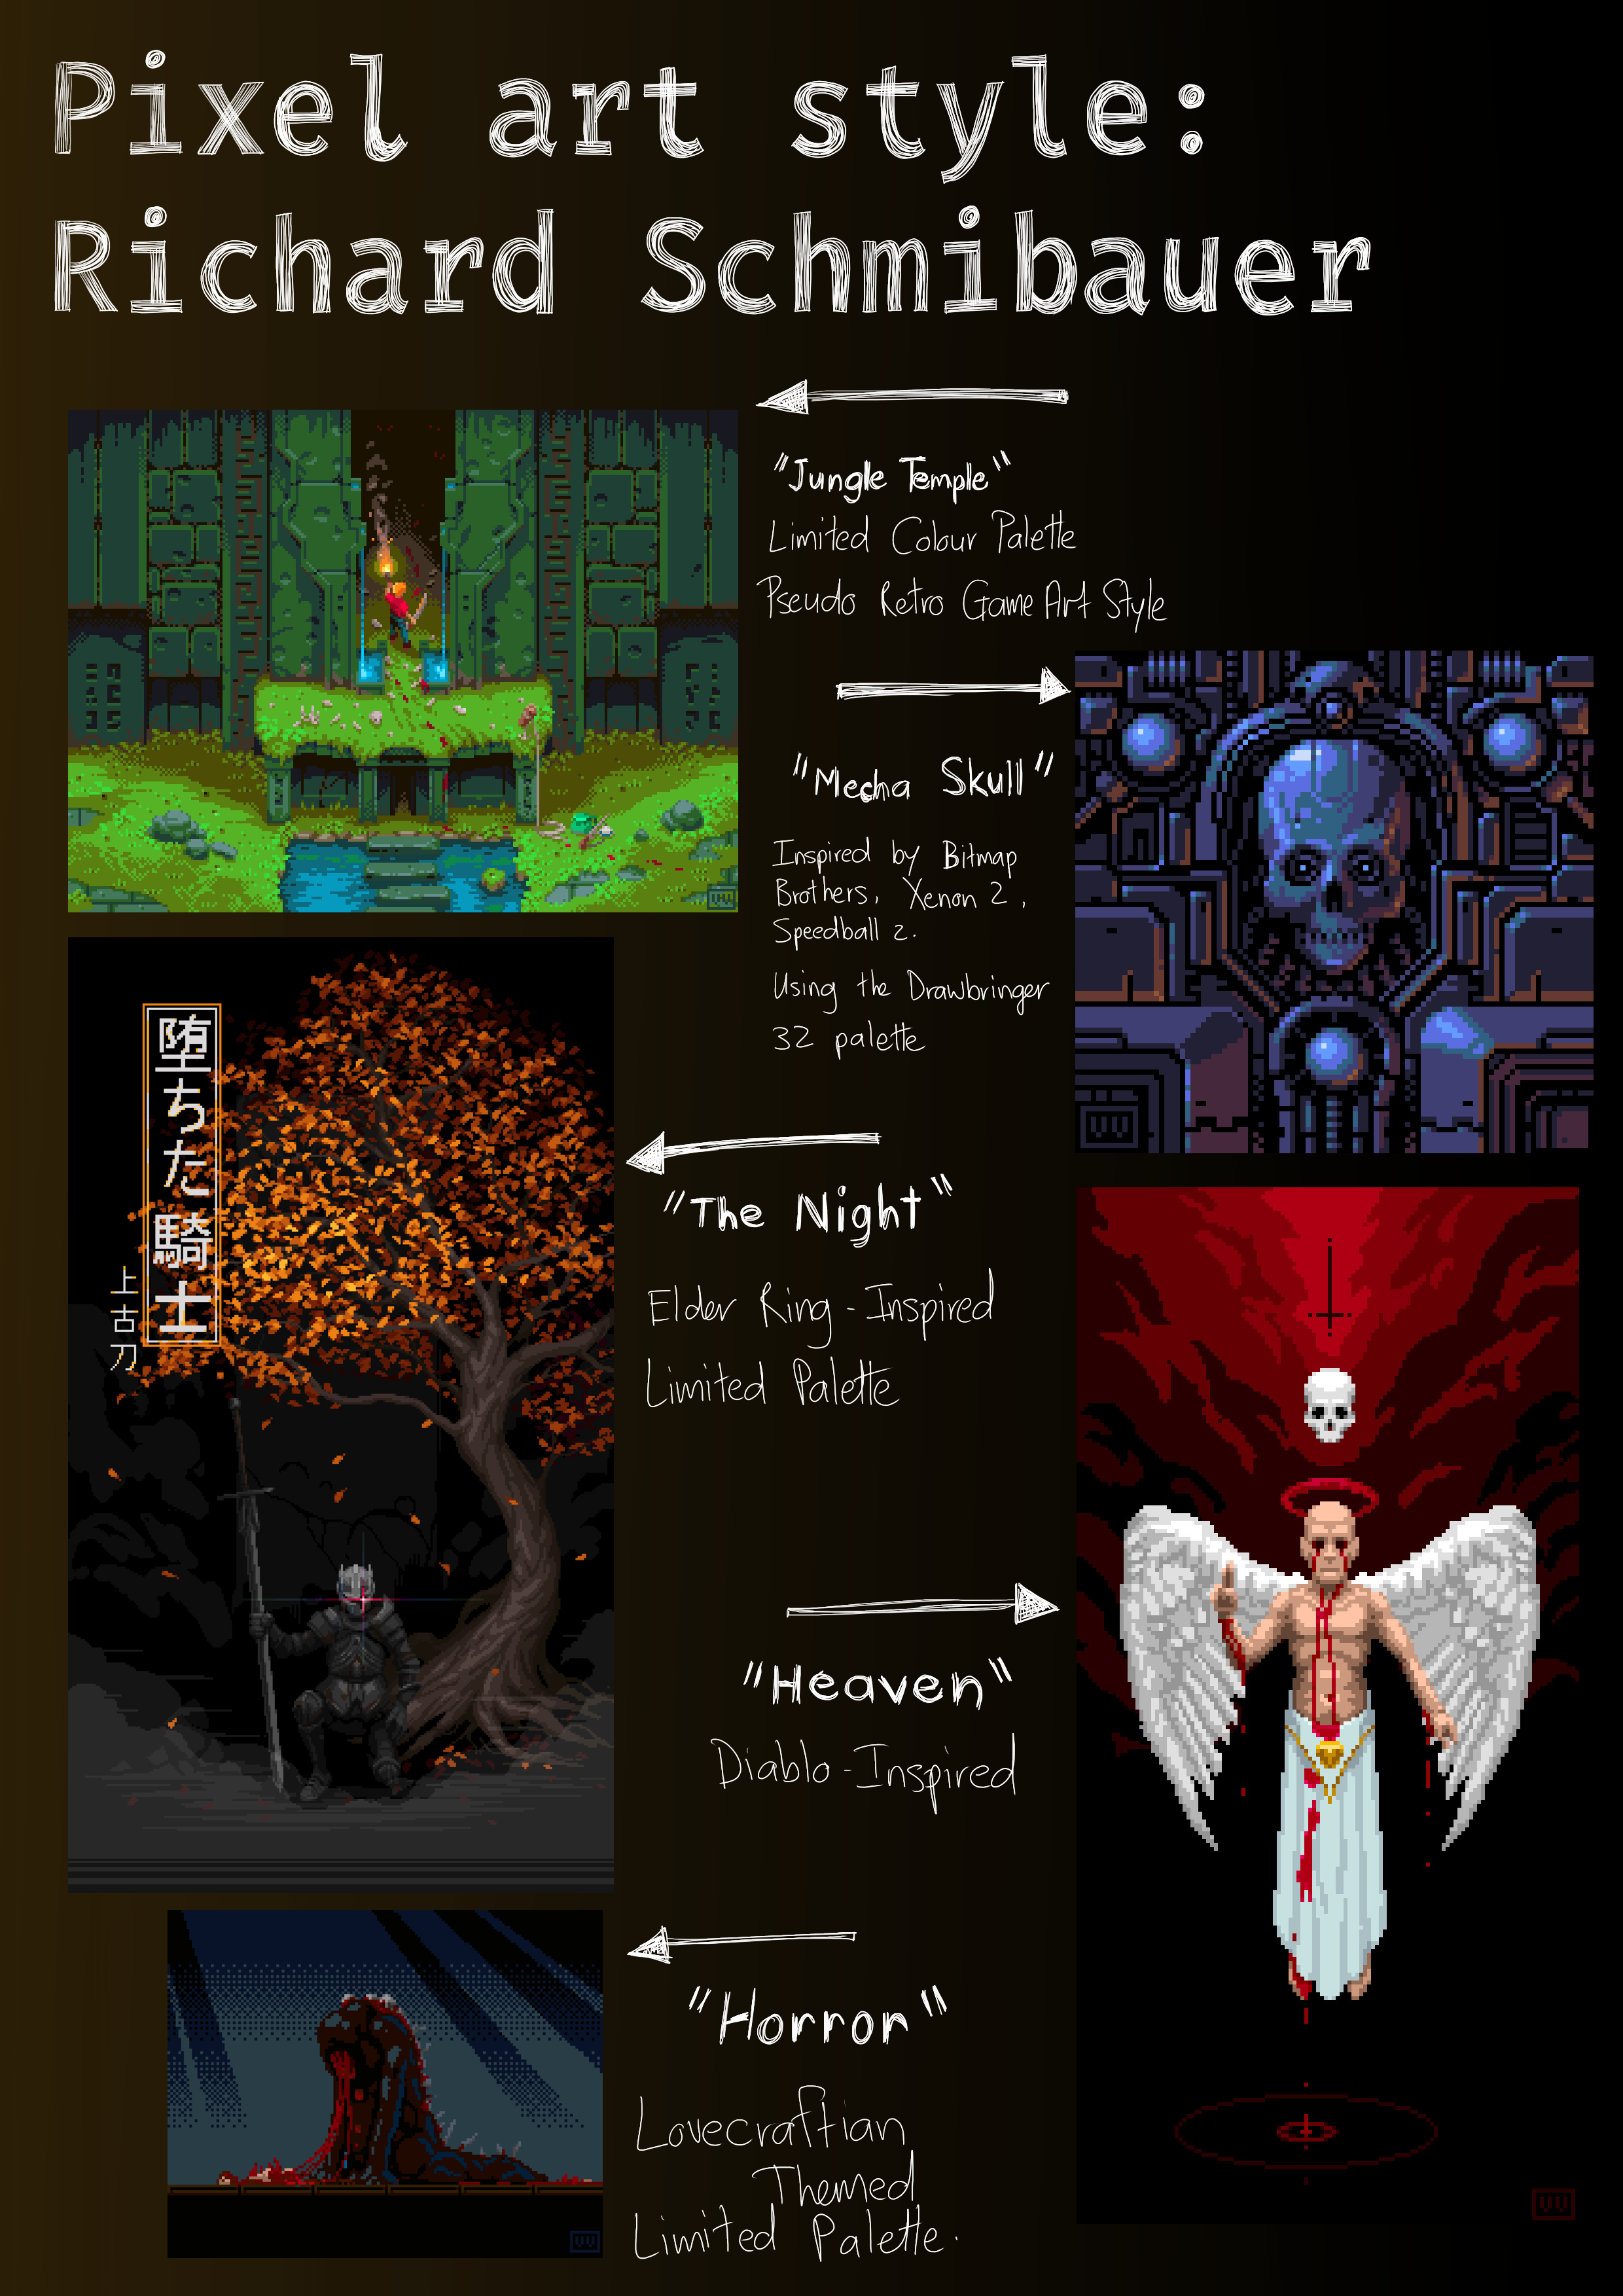 Pixel art style:
Richard Schmibauer
"Jungle Temple"
Limited Colour Palette
Pseudo Retro Game Art Style
"Mecha Skull"
Inspired by Bitmap
Brothers, Xenon 2,
Speedball 2.
Using the Drawbringer
32 palette
堕ちた騎士
上古刀
"The Night"
Elder Ring-Inspired
Limited Palette
"Heaven"
Diablo-Inspired
"Horror"
Lovecraftian
Themed
Limited Palette.